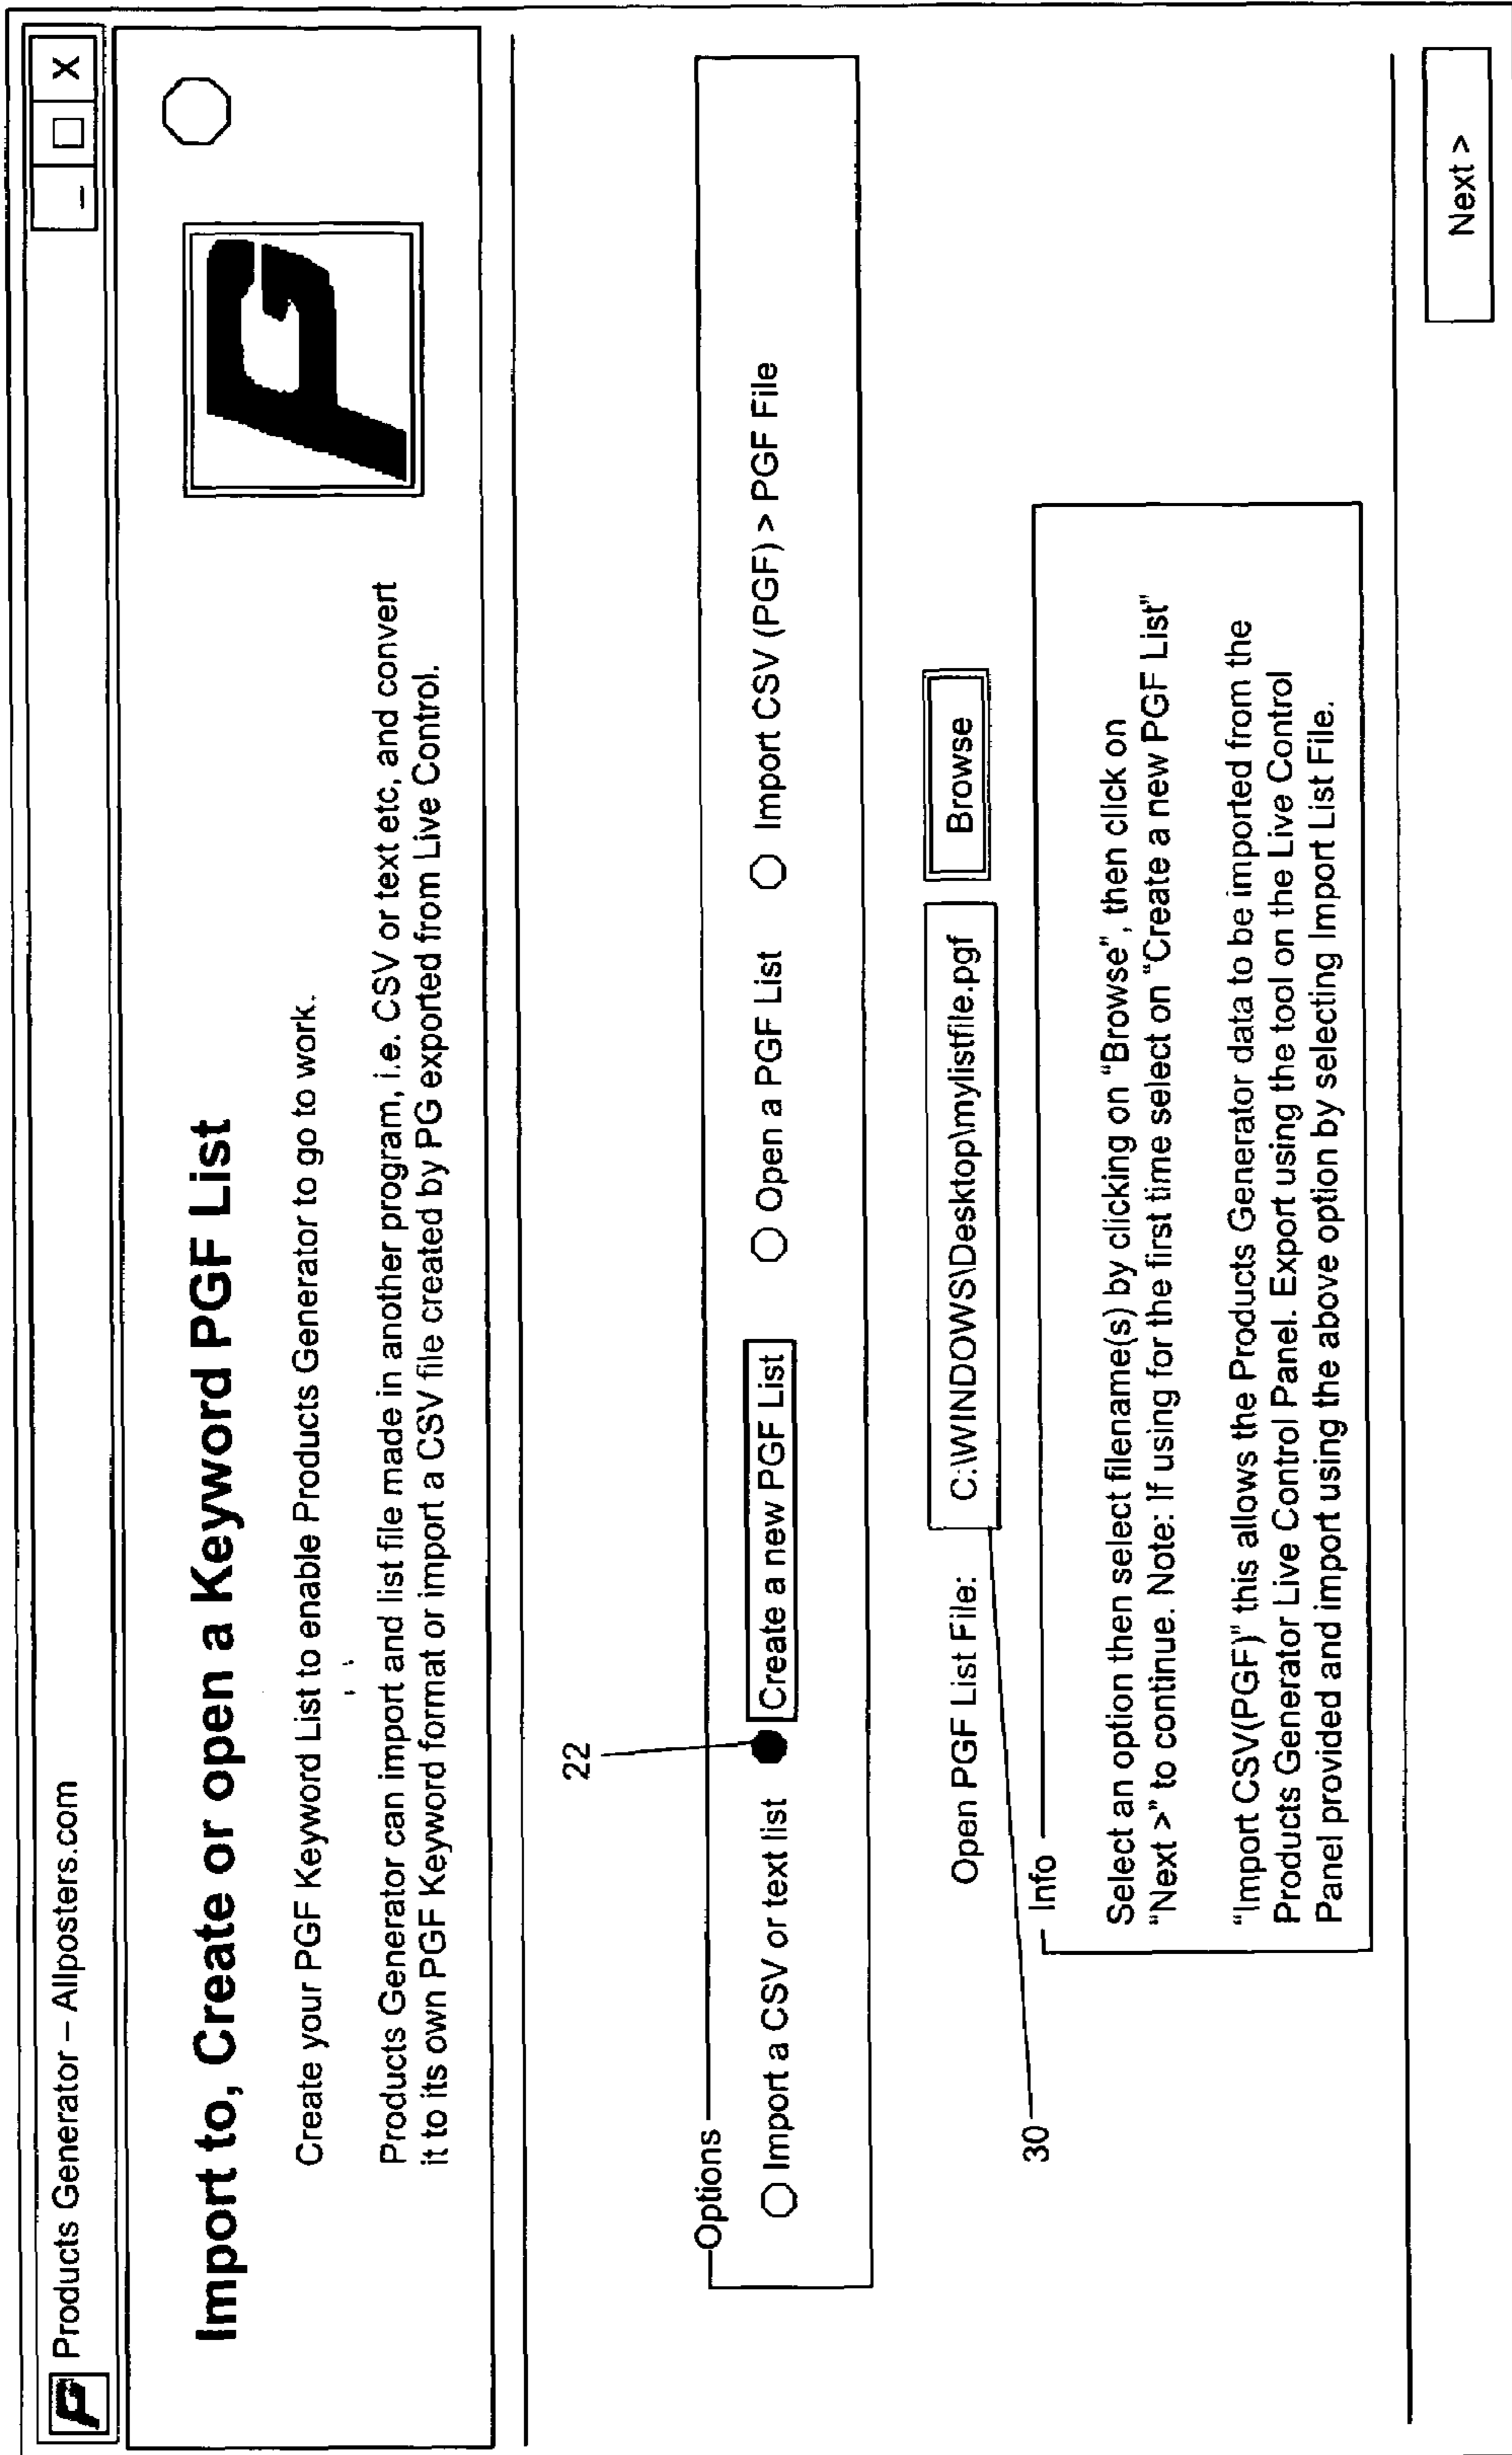 Products Generator – Allposters.com
_ □ X
Import to, Create or open a Keyword PGF List
PG
Create your PGF Keyword List to enable Products Generator to go to work.
Products Generator can import and list file made in another program, i.e. CSV or text etc, and convert
it to its own PGF Keyword format or import a CSV file created by PG exported from Live Control.
22
Options
Import a CSV or text list Create a new PGF List Open a PGF List Import CSV (PGF) > PGF File
Open PGF List File: C:\WINDOWS\Desktop\mylistfile.pgf Browse
30
Info
Select an option then select filename(s) by clicking on "Browse", then click on
"Next >" to continue. Note: If using for the first time select on "Create a new PGF List"
"Import CSV(PGF)" this allows the Products Generator data to be imported from the
Products Generator Live Control Panel. Export using the tool on the Live Control
Panel provided and import using the above option by selecting Import List File.
Next >